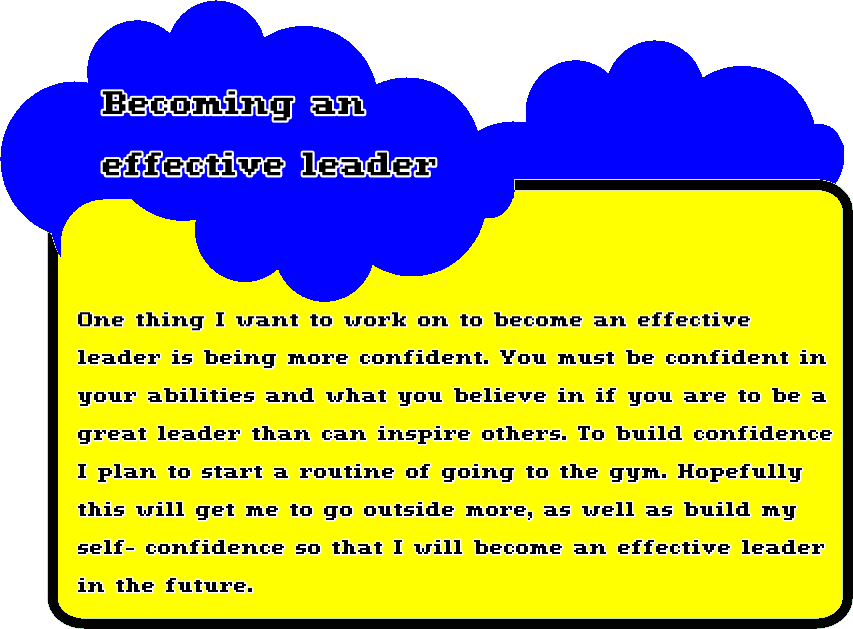 Becoming an
effective leader
One thing I want to work on to become an effective
leader is being more confident. You must be confident in
your abilities and what you believe in if you are to be a
great leader than can inspire others. To build confidence
I plan to start a routine of going to the gym. Hopefully
this will get me to go outside more, as well as build my
self- confidence so that I will become an effective leader
in the future.